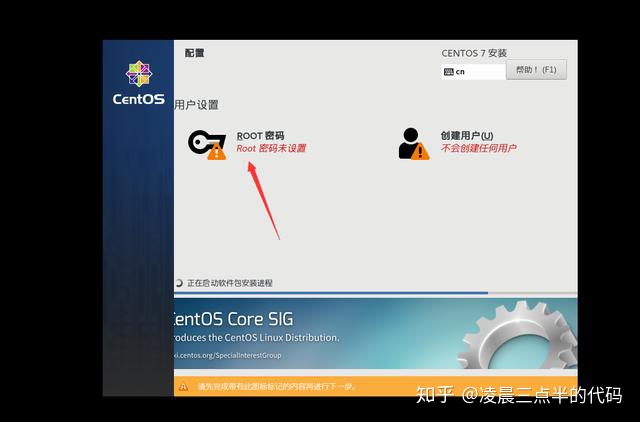 配置
CENTOS 7 安装
cn
帮助！ (F1)
CentOS
用户设置
ROOT 密码
Root 密码未设置
创建用户(U)
不会创建任何用户
正在启动软件包安装进程
CentOS Core SIG
roduces the CentOS Linux Distribution.
ki.centos.org/SpecialInterestGroup
请先完成带有此图标标记的内容再进行下一步。
知乎 @凌晨三点半的代码